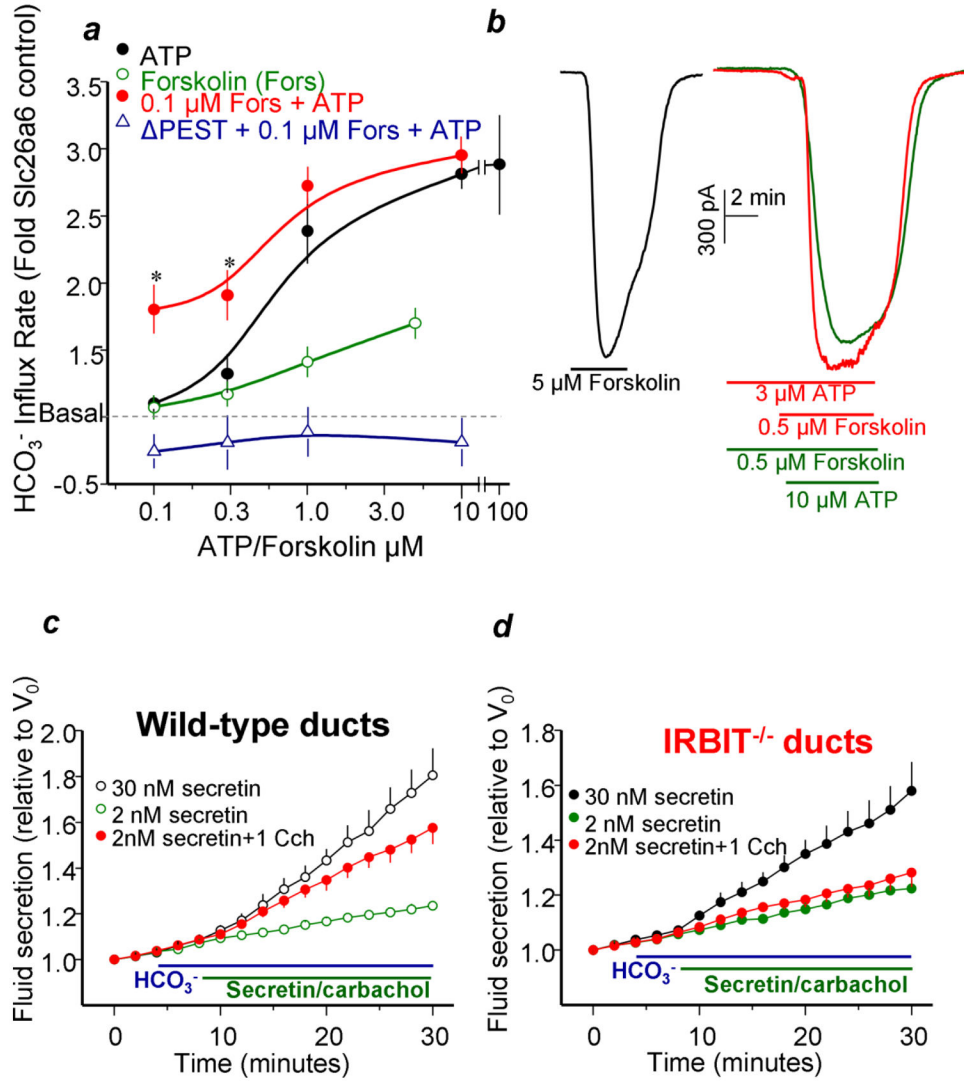 a
ATP
Forskolin (Fors)
0.1 µM Fors + ATP
ΔPEST + 0.1 µM Fors + ATP
HCO₃⁻ Influx Rate (Fold Slc26a6 control)
3.5
3.0
2.5
2.0
1.5
Basal
-0.5
*
*
0.1
0.3
1.0
3.0
10
100
ATP/Forskolin µM
b
2 min
300 pA
5 µM Forskolin
3 µM ATP
0.5 µM Forskolin
0.5 µM Forskolin
10 µM ATP
c
Wild-type ducts
Fluid secretion (relative to V₀)
2.0
1.8
1.6
1.4
1.2
1.0
30 nM secretin
2 nM secretin
2nM secretin+1 Cch
HCO₃⁻
Secretin/carbachol
0
10
20
30
Time (minutes)
d
IRBIT⁻/⁻ ducts
Fluid secretion (relative to V₀)
1.8
1.6
1.4
1.2
1.0
30 nM secretin
2 nM secretin
2nM secretin+1 Cch
HCO₃⁻
Secretin/carbachol
0
10
20
30
Time (minutes)